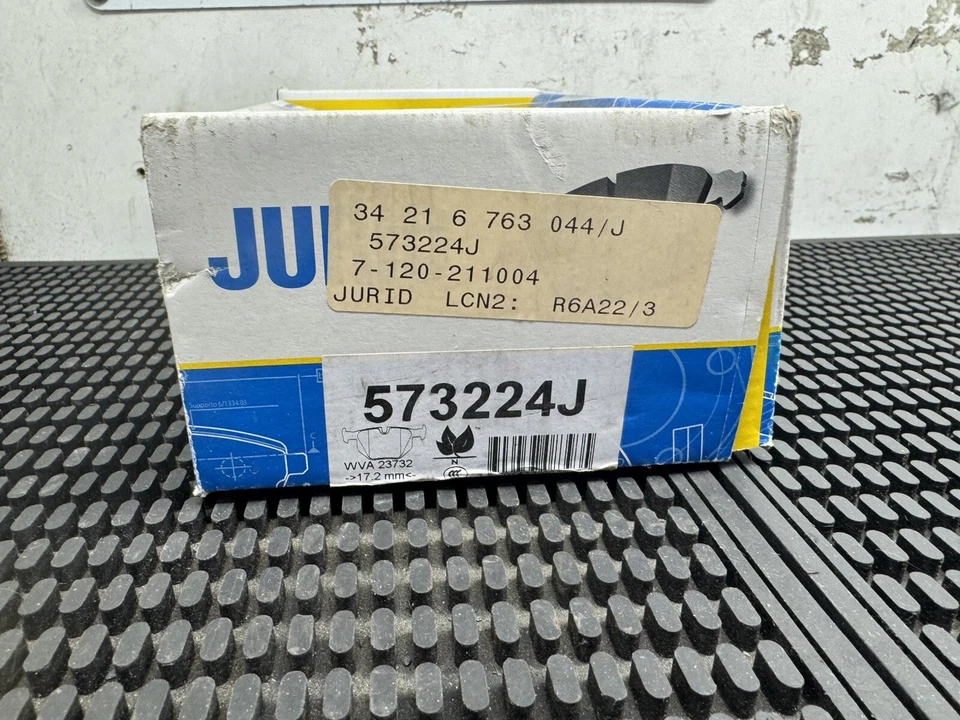 JU
34 21 6 763 044/J
573224J
7-120-211004
JURID LCN2: R6A22/3
573224J
WVA 23732
->17.2 mm<-
N
CCC